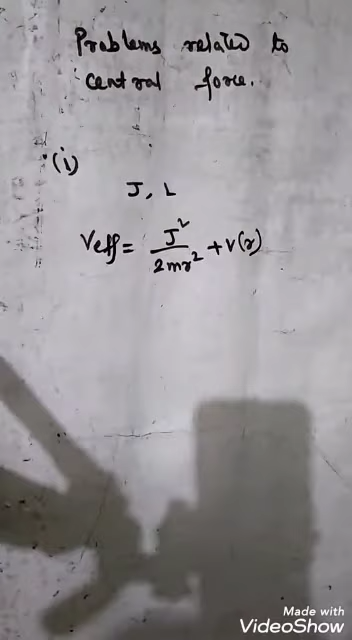 Problems related to
central force.
(i)
J, L
Veff = J²/2mr² + V(r)
Made with
VideoShow